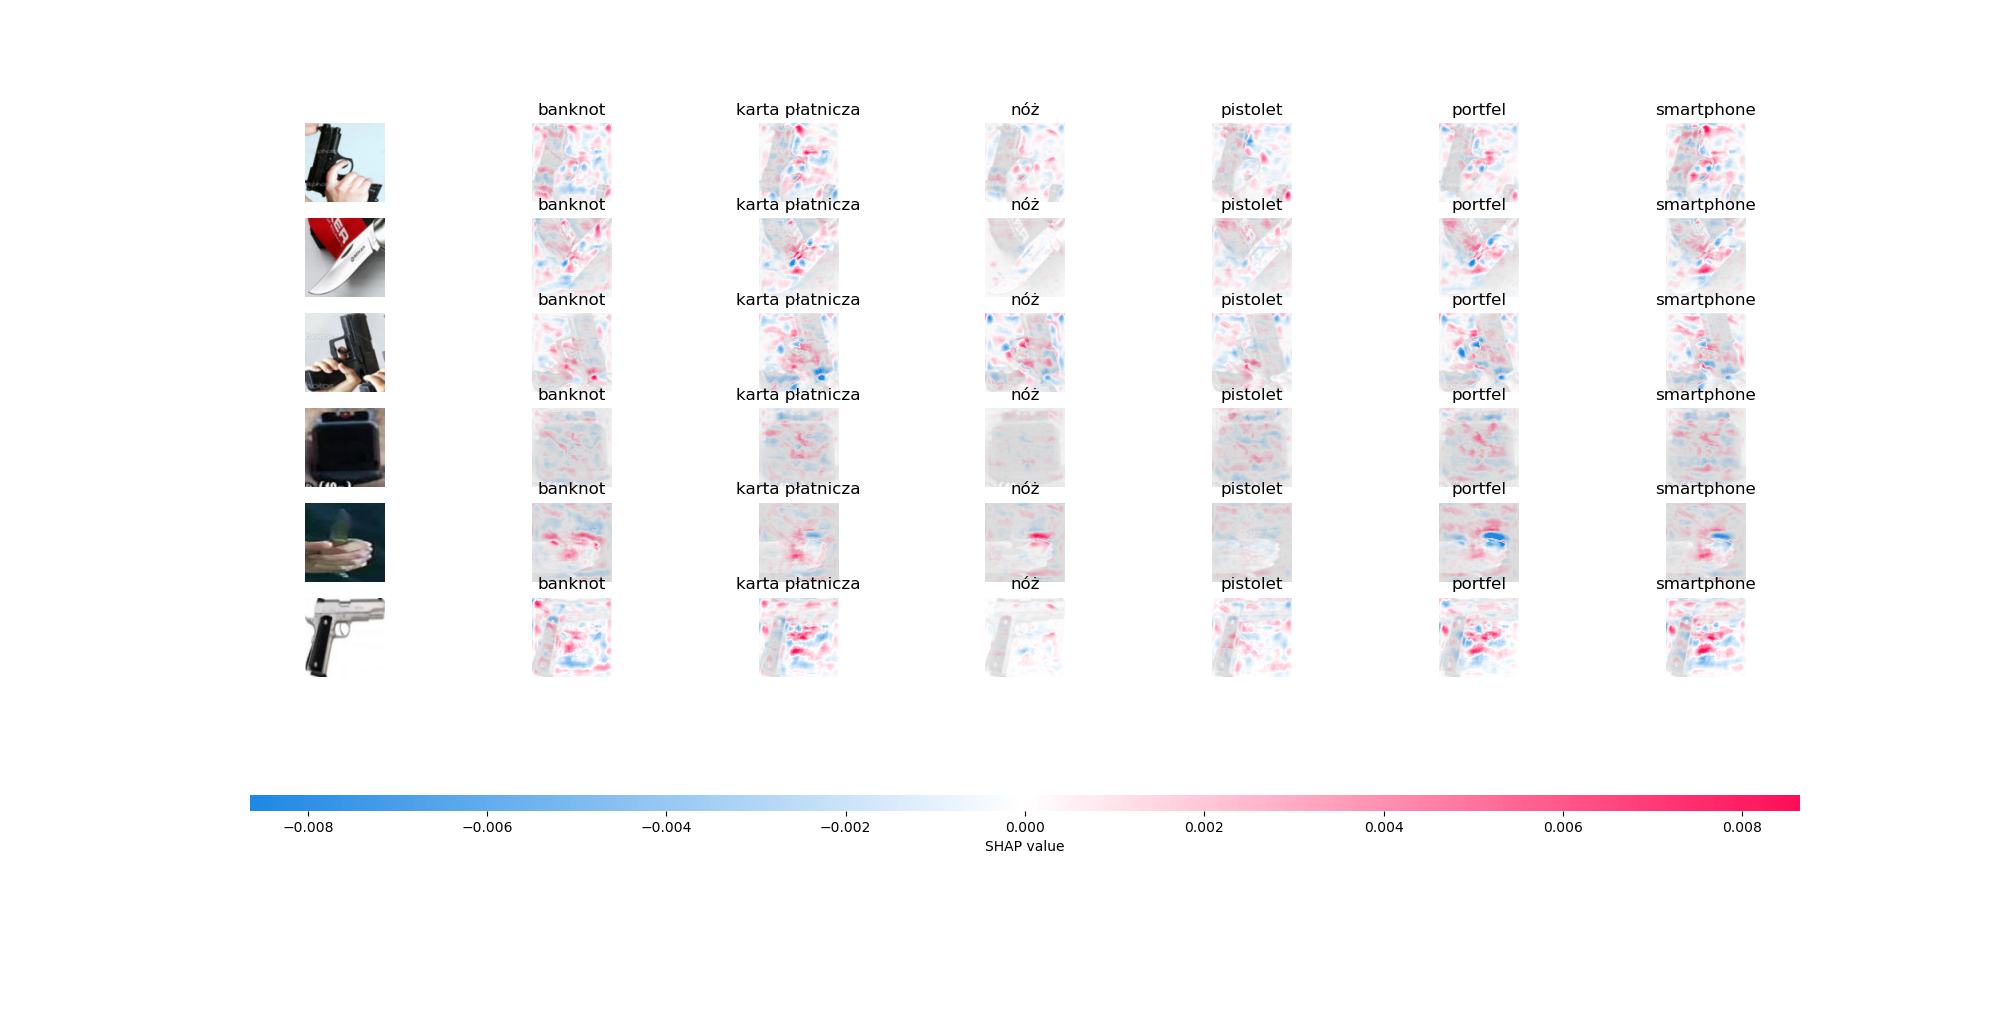 banknot karta płatnicza nóż pistolet portfel smartphone
banknot karta płatnicza nóż pistolet portfel smartphone
banknot karta płatnicza nóż pistolet portfel smartphone
banknot karta płatnicza nóż pistolet portfel smartphone
banknot karta płatnicza nóż pistolet portfel smartphone
banknot karta płatnicza nóż pistolet portfel smartphone
−0.008 −0.006 −0.004 −0.002 0.000 0.002 0.004 0.006 0.008
SHAP value